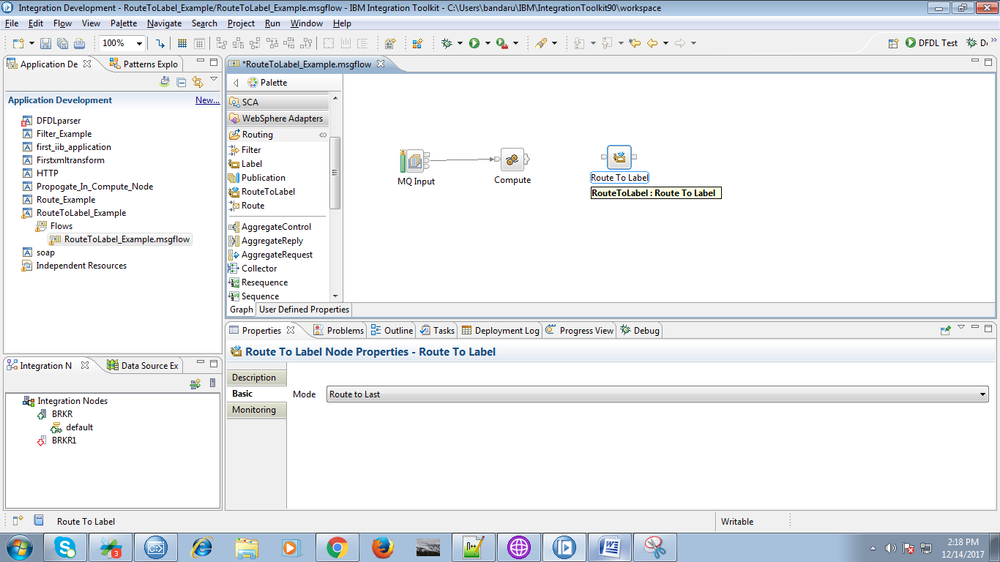 Integration Development - RouteToLabel_Example/RouteToLabel_Example.msgflow - IBM Integration Toolkit - C:\Users\bandaru\IBM\IntegrationToolkit90\workspace
File Edit Flow View Palette Navigate Search Project Run Window Help
100% DFDL Test D.
Application De Patterns Explo
Application Development New...
DFDLparser
Filter_Example
first_iib_application
Firstxmltransform
HTTP
Propogate_In_Compute_Node
Route_Example
RouteToLabel_Example
Flows
RouteToLabel_Example.msgflow
soap
Independent Resources
Integration N Data Source Ex
Integration Nodes
BRKR
default
BRKR1
*RouteToLabel_Example.msgflow
Palette
SCA
WebSphere Adapters
Routing
Filter
Label
Publication
RouteToLabel
Route
AggregateControl
AggregateReply
AggregateRequest
Collector
Resequence
Sequence
MQ Input
Compute
Route To Label
RouteToLabel : Route To Label
Graph User Defined Properties
Properties Problems Outline Tasks Deployment Log Progress View Debug
Route To Label Node Properties - Route To Label
Description
Basic
Monitoring
Mode Route to Last
Route To Label Writable
3
n++
2:18 PM
12/14/2017